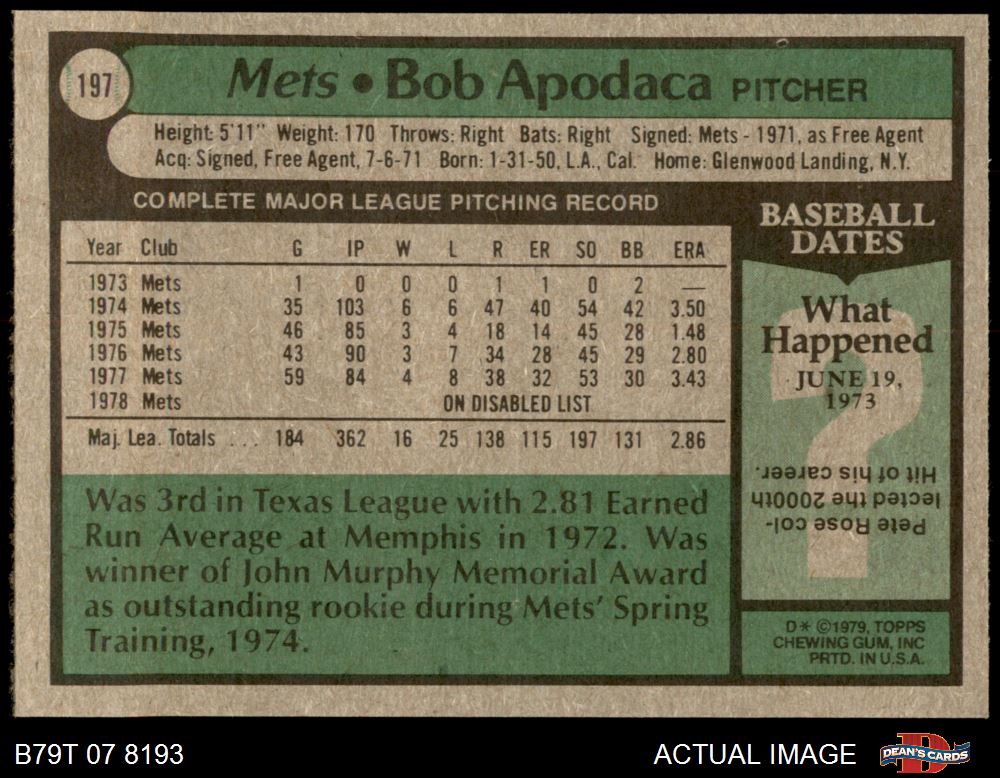 197
Mets • Bob Apodaca PITCHER
Height: 5'11" Weight: 170 Throws: Right Bats: Right Signed: Mets - 1971, as Free Agent
Acq: Signed, Free Agent, 7-6-71 Born: 1-31-50, L.A., Cal. Home: Glenwood Landing, N.Y.
COMPLETE MAJOR LEAGUE PITCHING RECORD
Year Club G IP W L R ER SO BB ERA
1973 Mets 1 0 0 0 1 1 0 2 —
1974 Mets 35 103 6 6 47 40 54 42 3.50
1975 Mets 46 85 3 4 18 14 45 28 1.48
1976 Mets 43 90 3 7 34 28 45 29 2.80
1977 Mets 59 84 4 8 38 32 53 30 3.43
1978 Mets ON DISABLED LIST
Maj. Lea. Totals ... 184 362 16 25 138 115 197 131 2.86
Was 3rd in Texas League with 2.81 Earned
Run Average at Memphis in 1972. Was
winner of John Murphy Memorial Award
as outstanding rookie during Mets' Spring
Training, 1974.
BASEBALL
DATES
What
Happened
JUNE 19,
1973
?
Pete Rose col-
lected the 2000th
Hit of his career.
D* ©1979, TOPPS
CHEWING GUM, INC
PRTD. IN U.S.A.
B79T 07 8193
ACTUAL IMAGE
D
DEAN'S CARDS